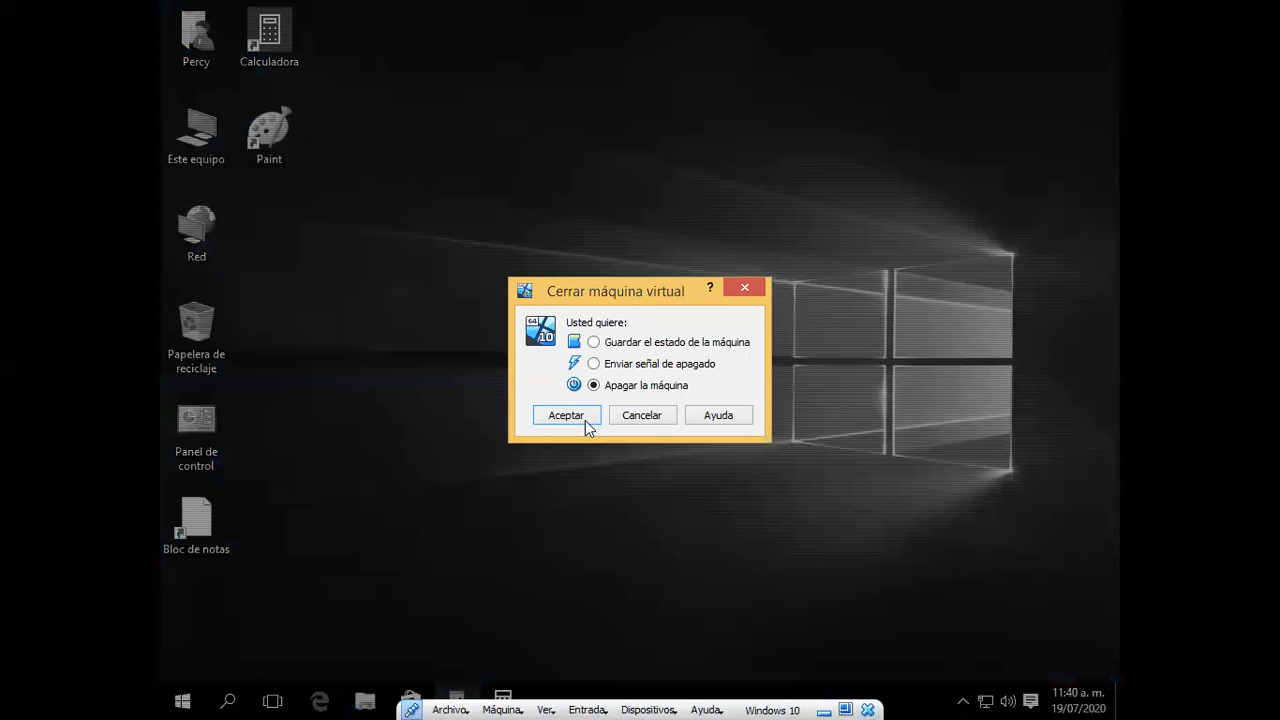 Percy
Calculadora
Este equipo
Paint
Red
Papelera de
reciclaje
Panel de
control
Bloc de notas
Cerrar máquina virtual
?
64
10
Usted quiere:
Guardar el estado de la máquina
Enviar señal de apagado
Apagar la máquina
Aceptar
Cancelar
Ayuda
11:40 a. m.
19/07/2020
Archivo
Máquina
Ver
Entrada
Dispositivos
Ayuda
Windows 10